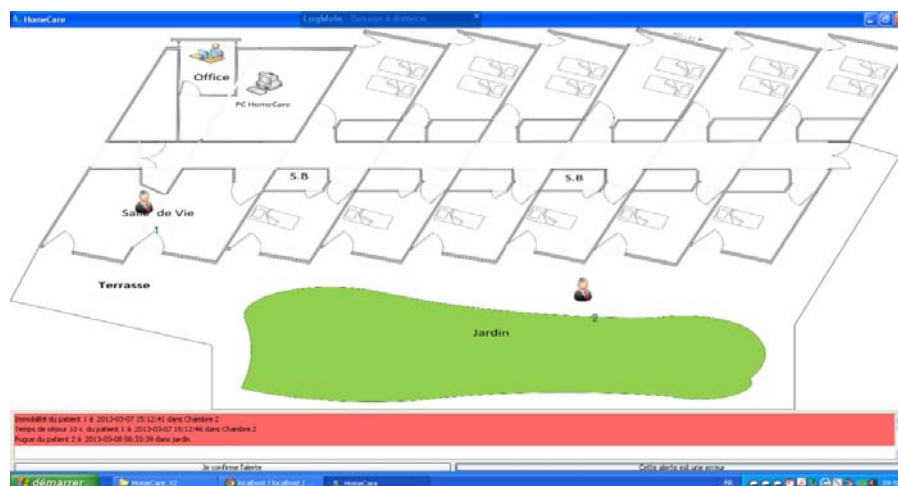 HomeCare
LogMeIn - Session à distance
Office
PC HomeCare
S.B
S.B
Salle de Vie
1
Terrasse
2
Jardin
Immobilité du patient 1 à 2013-03-07 15:12:41 dans Chambre 2
Temps de séjour 10 s du patient 1 à 2013-03-07 15:12:46 dans Chambre 2
Fugue du patient 2 à 2013-03-08 08:33:39 dans jardin
Je confirme l'alerte
Cette alerte est une erreur
démarrer
HomeCare_V2
localhost / localhost / ...
HomeCare
FR